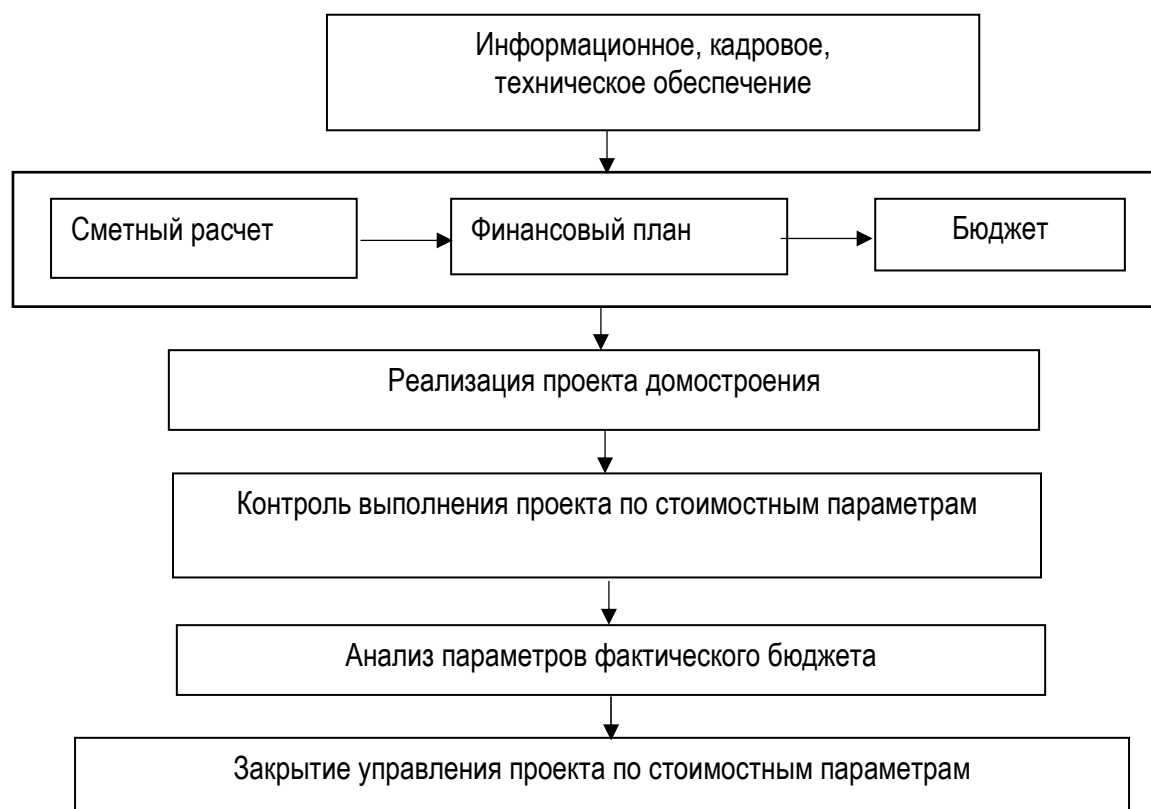 Информационное, кадровое,
техническое обеспечение
Сметный расчет
Финансовый план
Бюджет
Реализация проекта домостроения
Контроль выполнения проекта по стоимостным параметрам
Анализ параметров фактического бюджета
Закрытие управления проекта по стоимостным параметрам